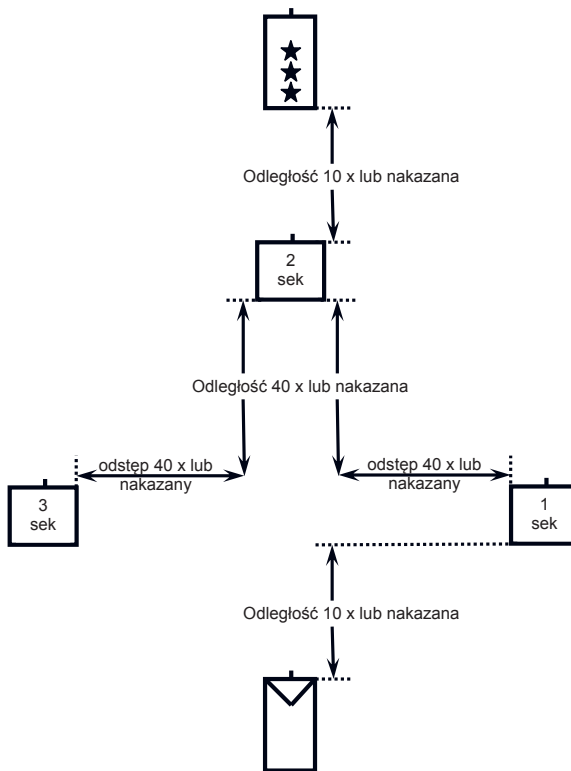 Odległość 10 x lub nakazana
2
sek
Odległość 40 x lub nakazana
odstęp 40 x lub
nakazany
odstęp 40 x lub
nakazany
3
sek
1
sek
Odległość 10 x lub nakazana